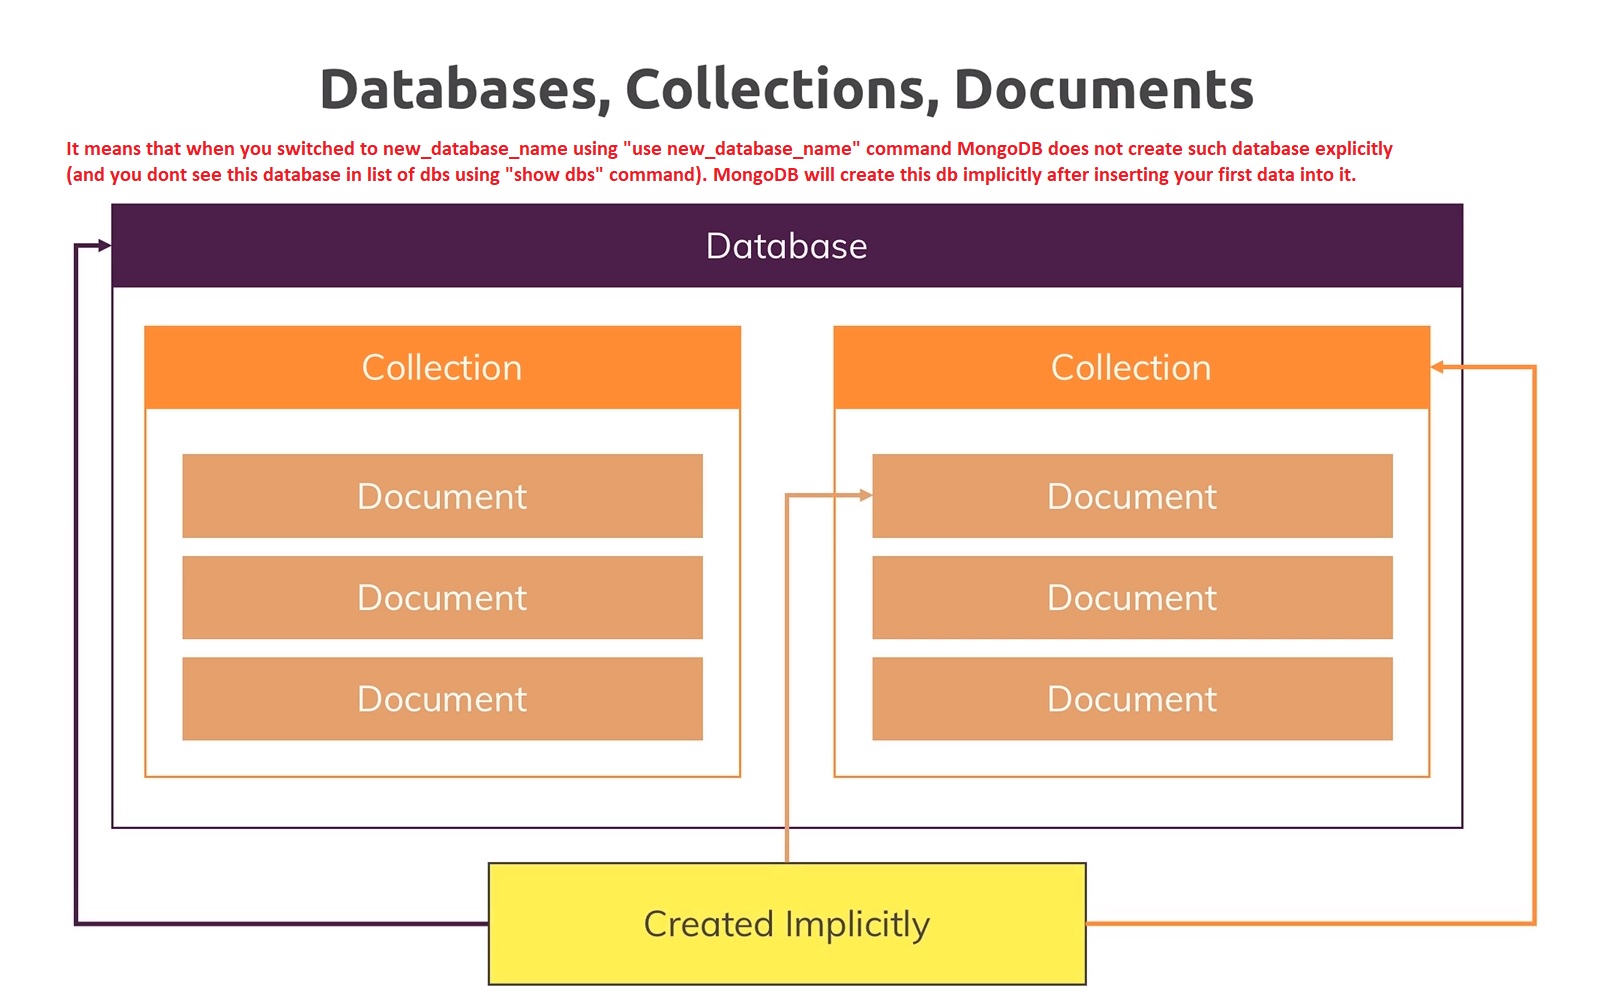 Databases, Collections, Documents
It means that when you switched to new_database_name using "use new_database_name" command MongoDB does not create such database explicitly
(and you dont see this database in list of dbs using "show dbs" command). MongoDB will create this db implicitly after inserting your first data into it.
Database
Collection
Document
Document
Document
Collection
Document
Document
Document
Created Implicitly